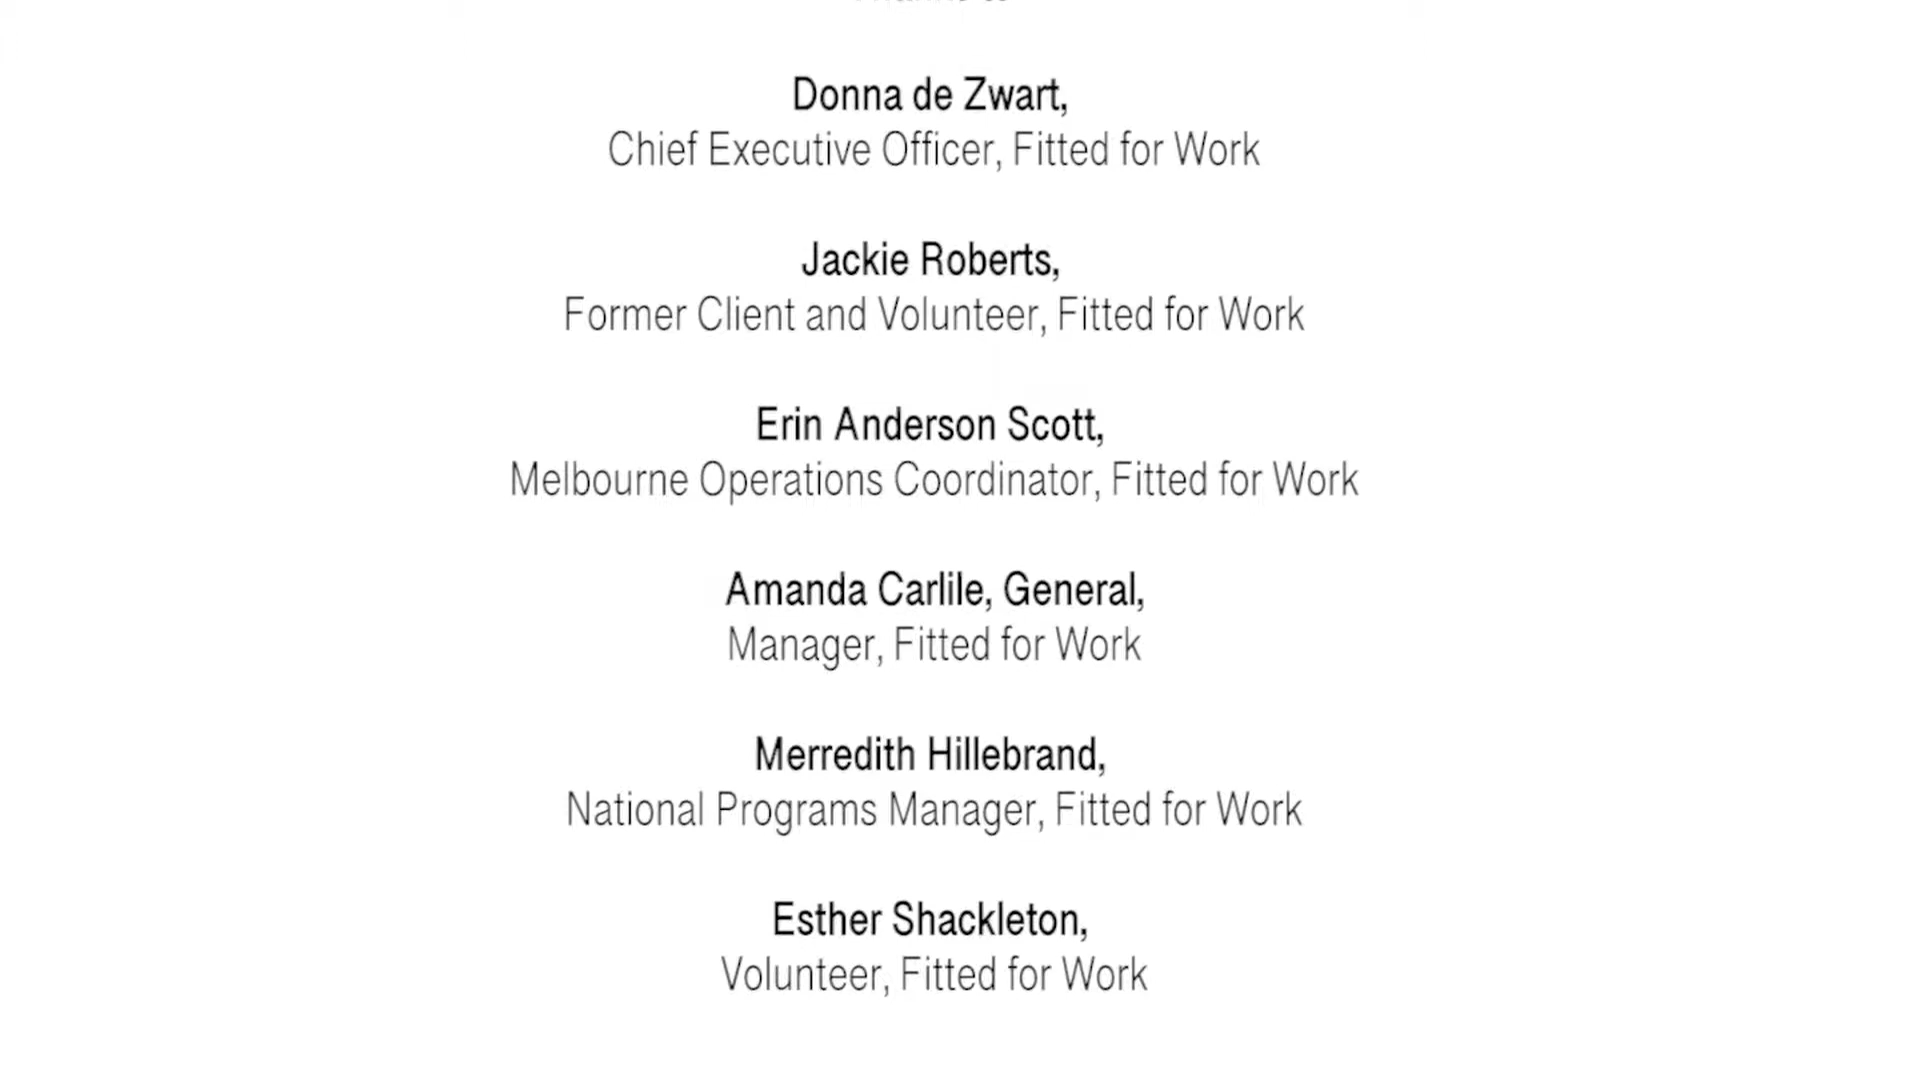 Donna de Zwart,
Chief Executive Officer, Fitted for Work
Jackie Roberts,
Former Client and Volunteer, Fitted for Work
Erin Anderson Scott,
Melbourne Operations Coordinator, Fitted for Work
Amanda Carlile, General,
Manager, Fitted for Work
Merredith Hillebrand,
National Programs Manager, Fitted for Work
Esther Shackleton,
Volunteer, Fitted for Work